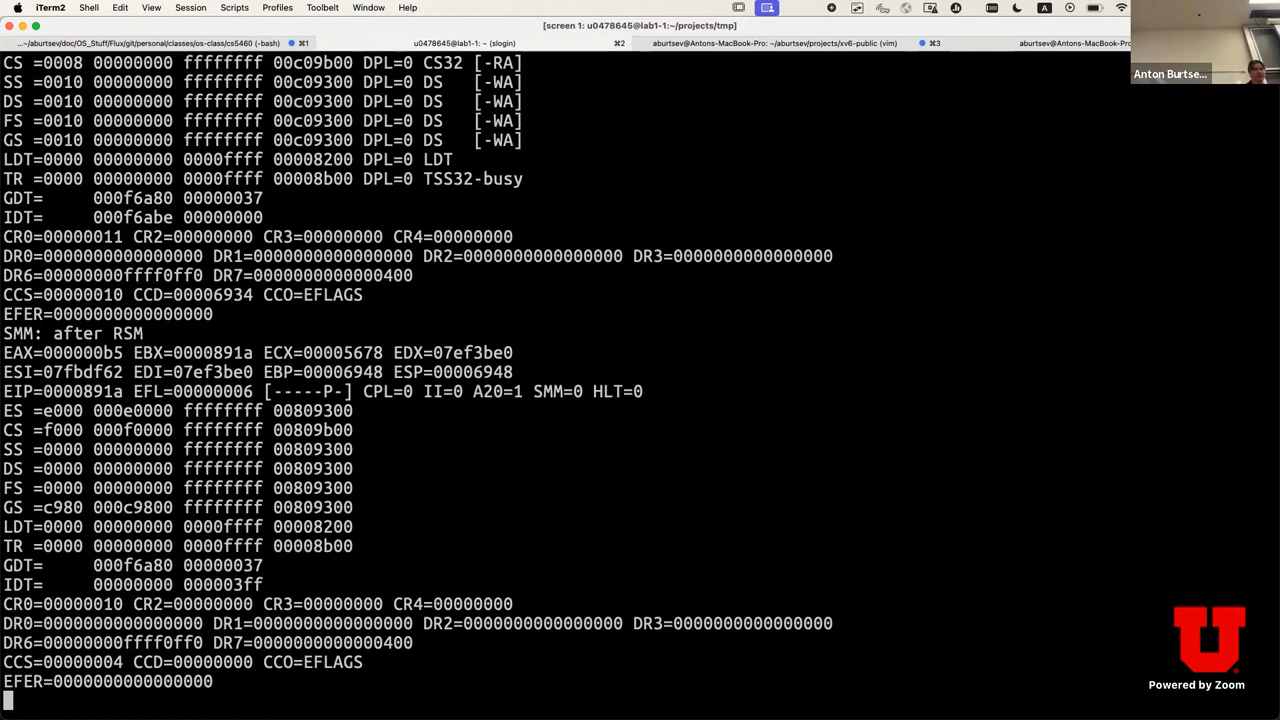 iTerm2 Shell Edit View Session Scripts Profiles Toolbelt Window Help
[screen 1: u0478645@lab1-1:~/projects/tmp]
...~/aburtsev/doc/OS_Stuff/Flux/git/personal/classes/os-class/cs5460 (-bash) ⌘1 u0478645@lab1-1: ~ (slogin) ⌘2 aburtsev@Antons-MacBook-Pro: ~/aburtsev/projects/xv6-public (vim) ⌘3 aburtsev@Antons-MacBook-Pro: ~/ab
Anton Burtse...
CS =0008 00000000 ffffffff 00c09b00 DPL=0 CS32 [-RA]
SS =0010 00000000 ffffffff 00c09300 DPL=0 DS   [-WA]
DS =0010 00000000 ffffffff 00c09300 DPL=0 DS   [-WA]
FS =0010 00000000 ffffffff 00c09300 DPL=0 DS   [-WA]
GS =0010 00000000 ffffffff 00c09300 DPL=0 DS   [-WA]
LDT=0000 00000000 0000ffff 00008200 DPL=0 LDT
TR =0000 00000000 0000ffff 00008b00 DPL=0 TSS32-busy
GDT=     000f6a80 00000037
IDT=     000f6abe 00000000
CR0=00000011 CR2=00000000 CR3=00000000 CR4=00000000
DR0=0000000000000000 DR1=0000000000000000 DR2=0000000000000000 DR3=0000000000000000
DR6=00000000ffff0ff0 DR7=0000000000000400
CCS=00000010 CCD=00006934 CCO=EFLAGS
EFER=0000000000000000
SMM: after RSM
EAX=000000b5 EBX=0000891a ECX=00005678 EDX=07ef3be0
ESI=07fbdf62 EDI=07ef3be0 EBP=00006948 ESP=00006948
EIP=0000891a EFL=00000006 [-----P-] CPL=0 II=0 A20=1 SMM=0 HLT=0
ES =e000 000e0000 ffffffff 00809300
CS =f000 000f0000 ffffffff 00809b00
SS =0000 00000000 ffffffff 00809300
DS =0000 00000000 ffffffff 00809300
FS =0000 00000000 ffffffff 00809300
GS =c980 000c9800 ffffffff 00809300
LDT=0000 00000000 0000ffff 00008200
TR =0000 00000000 0000ffff 00008b00
GDT=     000f6a80 00000037
IDT=     00000000 000003ff
CR0=00000010 CR2=00000000 CR3=00000000 CR4=00000000
DR0=0000000000000000 DR1=0000000000000000 DR2=0000000000000000 DR3=0000000000000000
DR6=00000000ffff0ff0 DR7=0000000000000400
CCS=00000004 CCD=00000000 CCO=EFLAGS
EFER=0000000000000000
U
Powered by Zoom